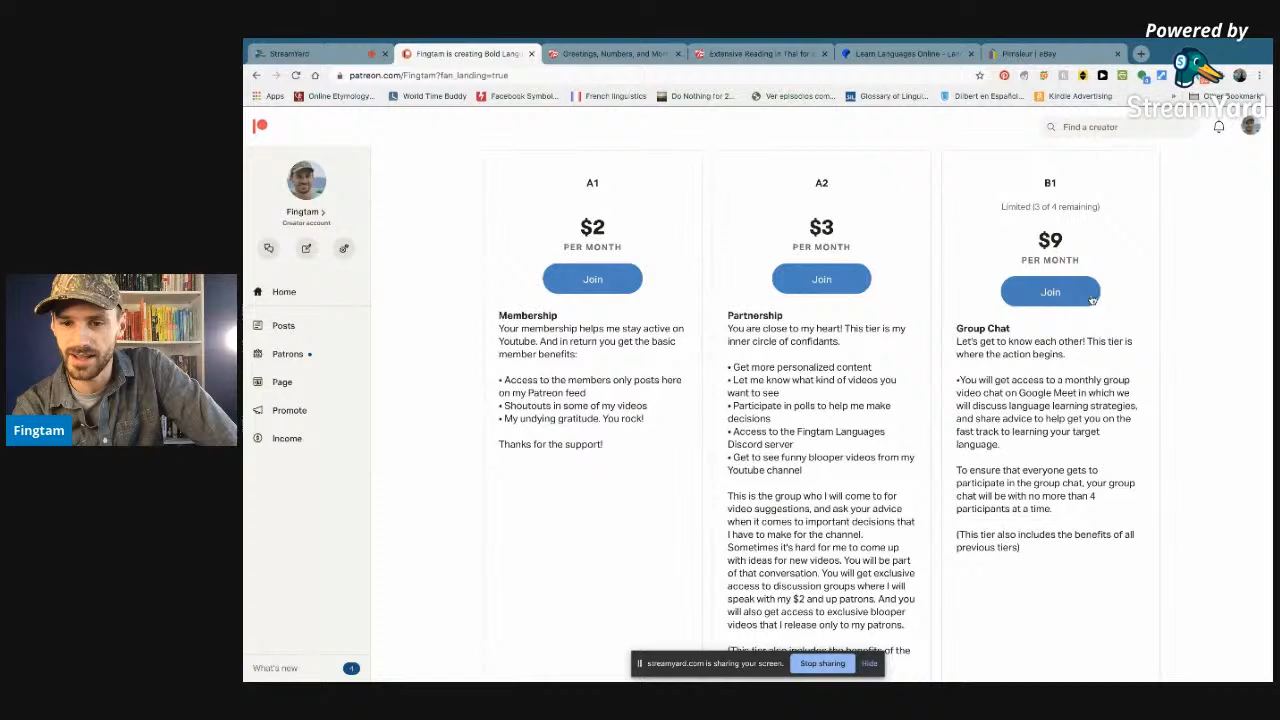 Powered by
StreamYard
StreamYard
Fingtam is creating Bold Lang
Greetings, Numbers, and Mor
Extensive Reading in Thai for
Learn Languages Online - Lan
Pimsleur | eBay
patreon.com/Fingtam?fan_landing=true
Apps
Online Etymology...
World Time Buddy
Facebook Symbol...
French linguistics
Do Nothing for 2...
Ver episodios com...
Glossary of Lingui...
Dilbert en Español...
Kindle Advertising
Other Bookmarks
Find a creator
Fingtam
Creator account
Home
Posts
Patrons
Page
Promote
Income
What's new
4
A1
$2
PER MONTH
Join
Membership
Your membership helps me stay active on
Youtube. And in return you get the basic
member benefits:
• Access to the members only posts here
on my Patreon feed
• Shoutouts in some of my videos
• My undying gratitude. You rock!
Thanks for the support!
A2
$3
PER MONTH
Join
Partnership
You are close to my heart! This tier is my
inner circle of confidants.
• Get more personalized content
• Let me know what kind of videos you
want to see
• Participate in polls to help me make
decisions
• Access to the Fingtam Languages
Discord server
• Get to see funny blooper videos from my
Youtube channel
This is the group who I will come to for
video suggestions, and ask your advice
when it comes to important decisions that
I have to make for the channel.
Sometimes it's hard for me to come up
with ideas for new videos. You will be part
of that conversation. You will get exclusive
access to discussion groups where I will
speak with my $2 and up patrons. And you
will also get access to exclusive blooper
videos that I release only to my patrons.
(This tier also includes the benefits of the
B1
Limited (3 of 4 remaining)
$9
PER MONTH
Join
Group Chat
Let's get to know each other! This tier is
where the action begins.
•You will get access to a monthly group
video chat on Google Meet in which we
will discuss language learning strategies,
and share advice to help get you on the
fast track to learning your target
language.
To ensure that everyone gets to
participate in the group chat, your group
chat will be with no more than 4
participants at a time.
(This tier also includes the benefits of all
previous tiers)
streamyard.com is sharing your screen.
Stop sharing
Hide
Fingtam